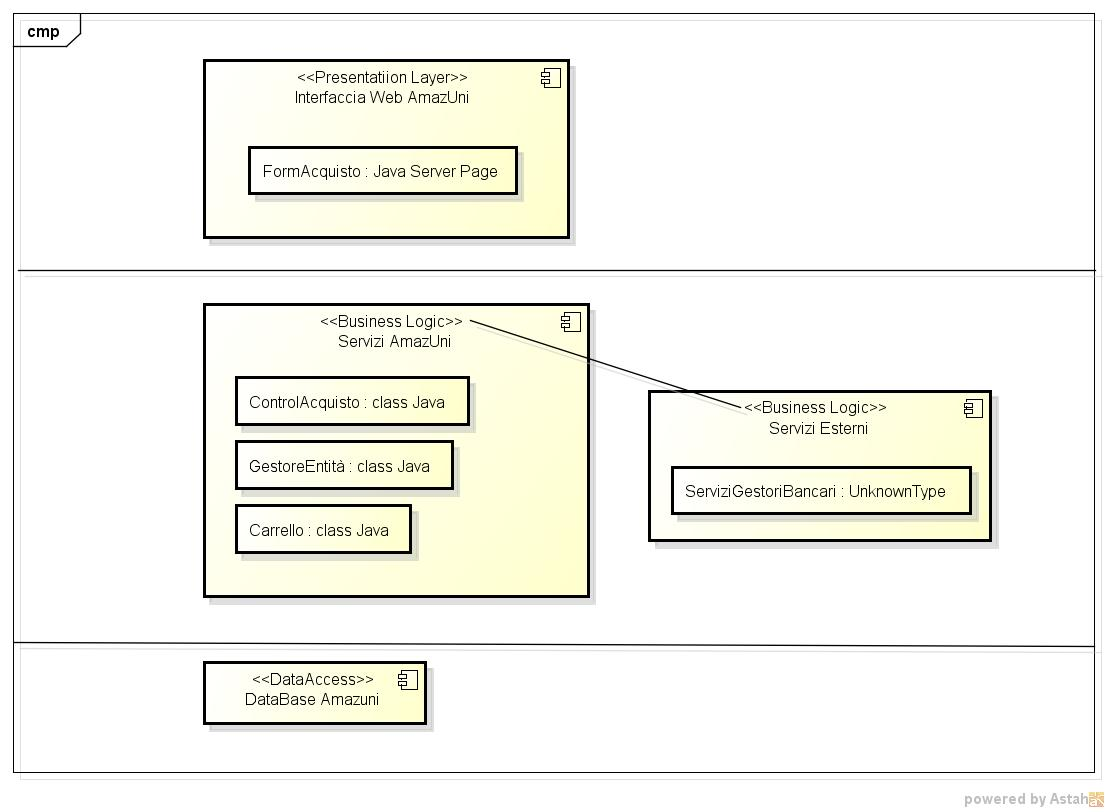 cmp
<<Presentatiion Layer>>
Interfaccia Web AmazUni
FormAcquisto : Java Server Page
<<Business Logic>>
Servizi AmazUni
ControlAcquisto : class Java
GestoreEntità : class Java
Carrello : class Java
<<Business Logic>>
Servizi Esterni
ServiziGestoriBancari : UnknownType
<<DataAccess>>
DataBase Amazuni
powered by Astah